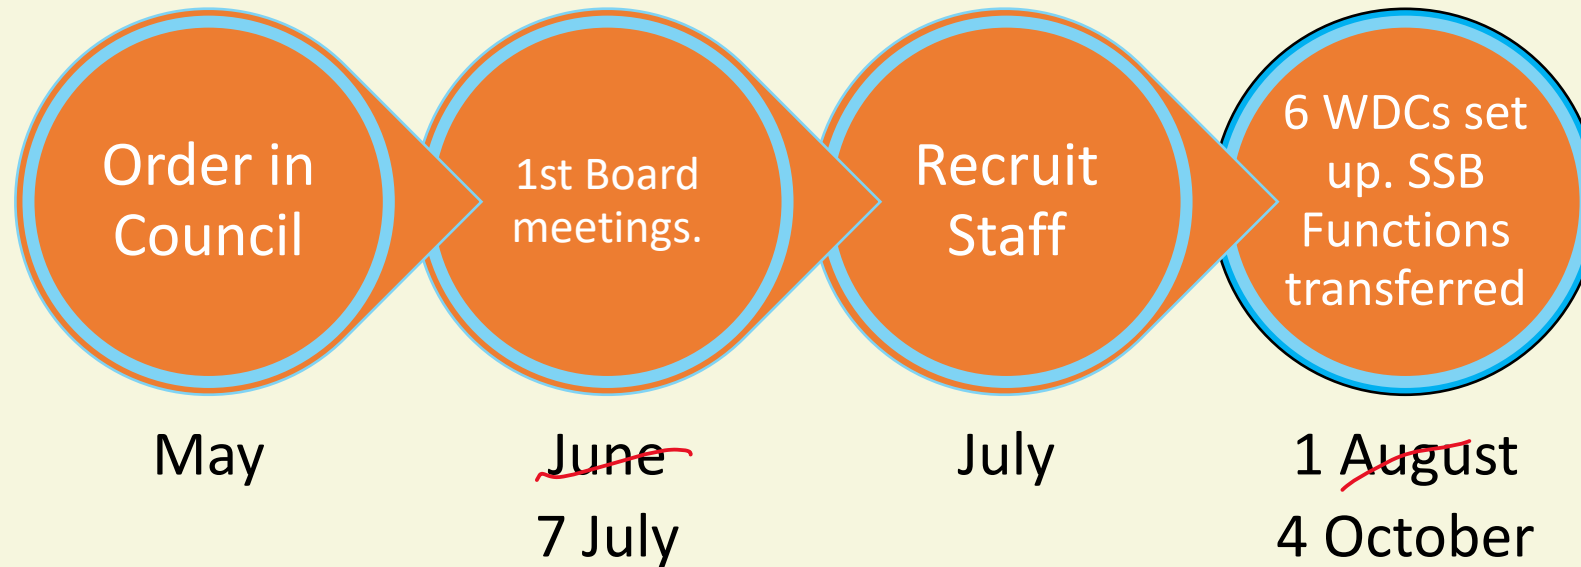 Order in
Council
1st Board
meetings.
Recruit
Staff
6 WDCs set
up. SSB
Functions
transferred
May
June
7 July
July
1 August
4 October